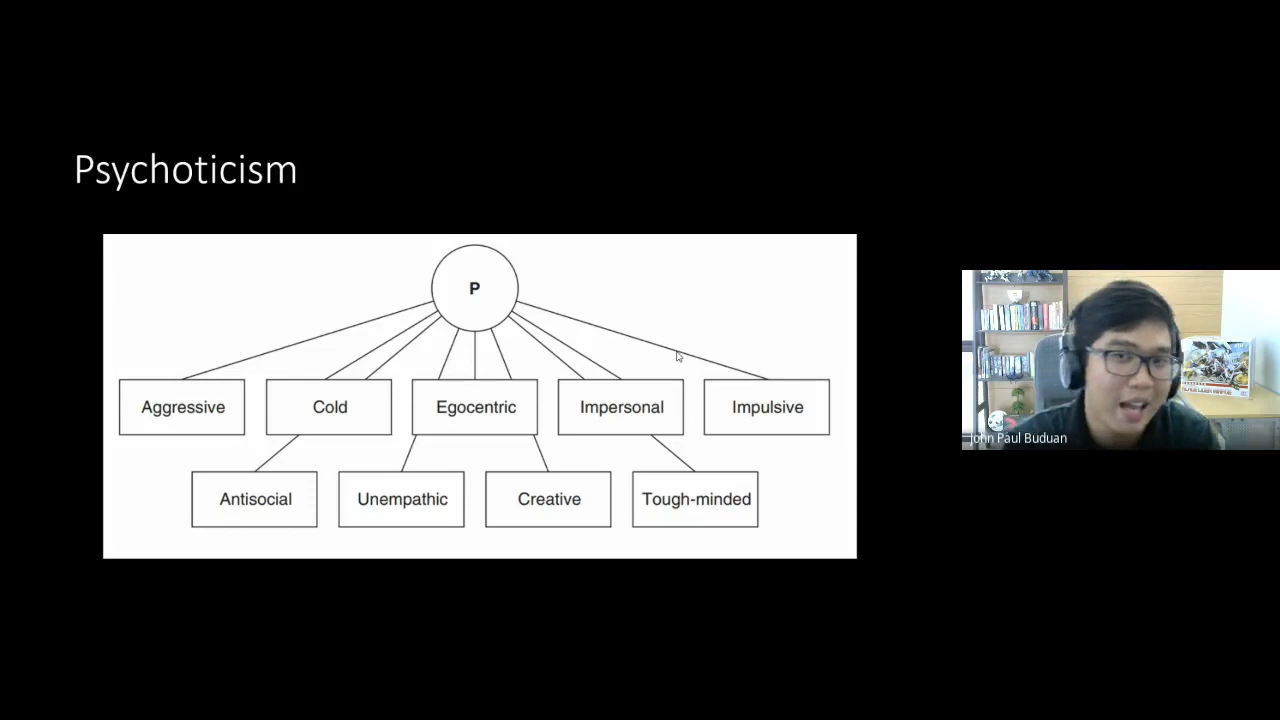 Psychoticism
P
Aggressive
Cold
Egocentric
Impersonal
Impulsive
Antisocial
Unempathic
Creative
Tough-minded
John Paul Buduan